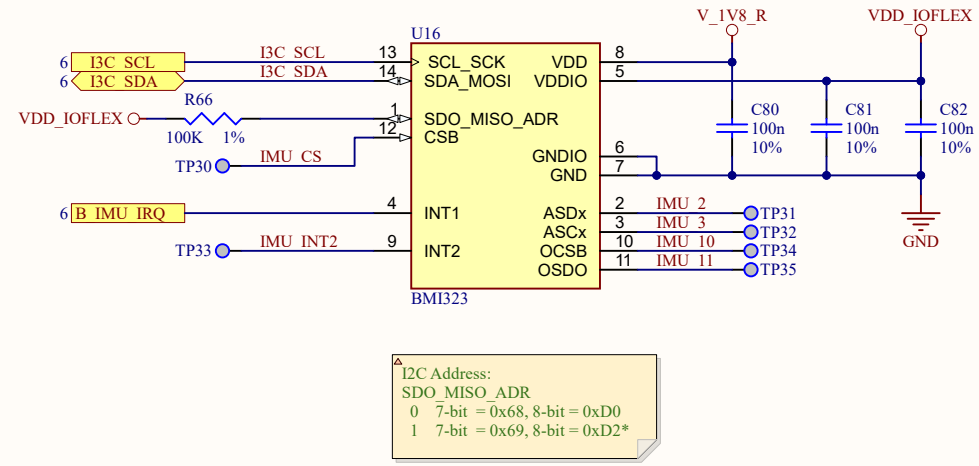 V_1V8_R
VDD_IOFLEX
U16
6 I3C_SCL I3C_SCL 13 SCL_SCK VDD 8
6 I3C_SDA I3C_SDA 14 SDA_MOSI VDDIO 5
R66
VDD_IOFLEX 1 SDO_MISO_ADR
100K 1% 12 CSB
C80 C81 C82
100n 100n 100n
10% 10% 10%
TP30 IMU_CS
GNDIO 6
GND 7
6 B_IMU_IRQ 4 INT1 ASDx 2 IMU_2 TP31
ASCx 3 IMU_3 TP32
TP33 IMU_INT2 9 INT2 OCSB 10 IMU_10 TP34
OSDO 11 IMU_11 TP35
GND
BMI323
I2C Address:
SDO_MISO_ADR
0 7-bit = 0x68, 8-bit = 0xD0
1 7-bit = 0x69, 8-bit = 0xD2*